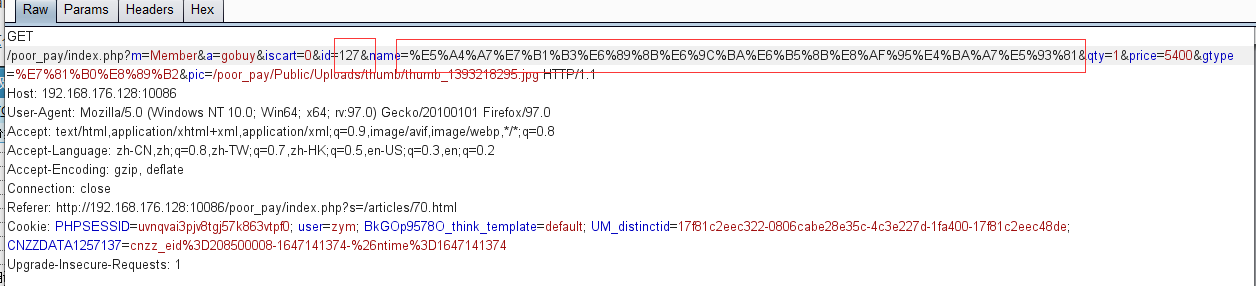 Raw Params Headers Hex
GET
/poor_pay/index.php?m=Member&a=gobuy&iscart=0&id=127&name=%E5%A4%A7%E7%B1%B3%E6%89%8B%E6%9C%BA%E6%B5%8B%E8%AF%95%E4%BA%A7%E5%93%81&qty=1&price=5400&gtype
=%E7%81%B0%E8%89%B2&pic=/poor_pay/Public/Uploads/thumb/thumb_1393218295.jpg HTTP/1.1
Host: 192.168.176.128:10086
User-Agent: Mozilla/5.0 (Windows NT 10.0; Win64; x64; rv:97.0) Gecko/20100101 Firefox/97.0
Accept: text/html,application/xhtml+xml,application/xml;q=0.9,image/avif,image/webp,*/*;q=0.8
Accept-Language: zh-CN,zh;q=0.8,zh-TW;q=0.7,zh-HK;q=0.5,en-US;q=0.3,en;q=0.2
Accept-Encoding: gzip, deflate
Connection: close
Referer: http://192.168.176.128:10086/poor_pay/index.php?s=/articles/70.html
Cookie: PHPSESSID=uvnqvai3pjv8tgj57k863vtpf0; user=zym; BkGOp9578O_think_template=default; UM_distinctid=17f81c2eec322-0806cabe28e35c-4c3e227d-1fa400-17f81c2eec48de;
CNZZDATA1257137=cnzz_eid%3D208500008-1647141374-%26ntime%3D1647141374
Upgrade-Insecure-Requests: 1